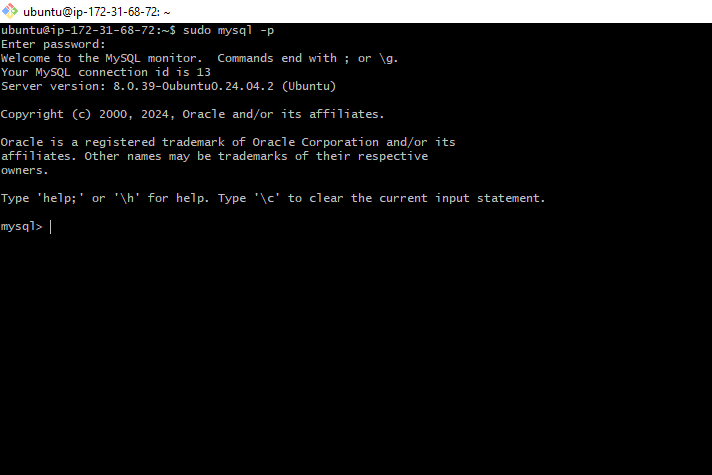 ubuntu@ip-172-31-68-72: ~
ubuntu@ip-172-31-68-72:~$ sudo mysql -p
Enter password:
Welcome to the MySQL monitor.  Commands end with ; or \g.
Your MySQL connection id is 13
Server version: 8.0.39-0ubuntu0.24.04.2 (Ubuntu)
Copyright (c) 2000, 2024, Oracle and/or its affiliates.
Oracle is a registered trademark of Oracle Corporation and/or its
affiliates. Other names may be trademarks of their respective
owners.
Type 'help;' or '\h' for help. Type '\c' to clear the current input statement.
mysql>